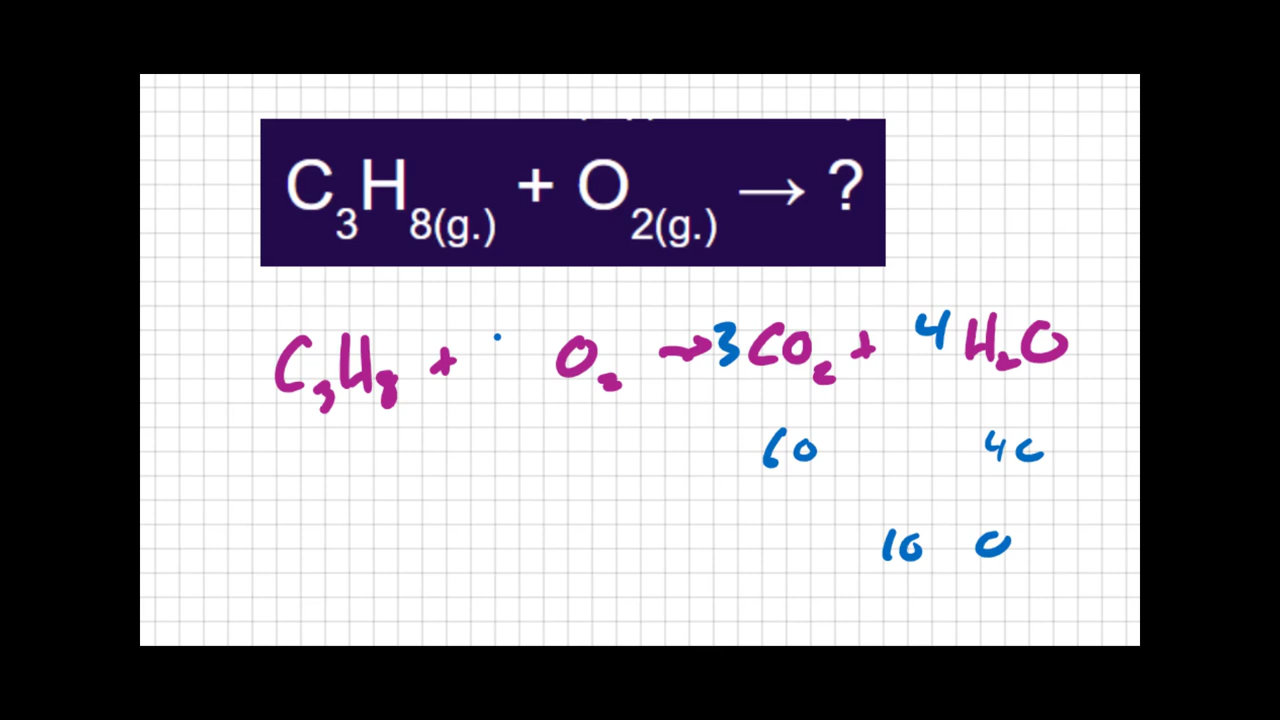 C₃H₈(g.) + O₂(g.) → ?
C₃H₈ + O₂ → 3CO₂ + 4H₂O
6O 4O
10 O